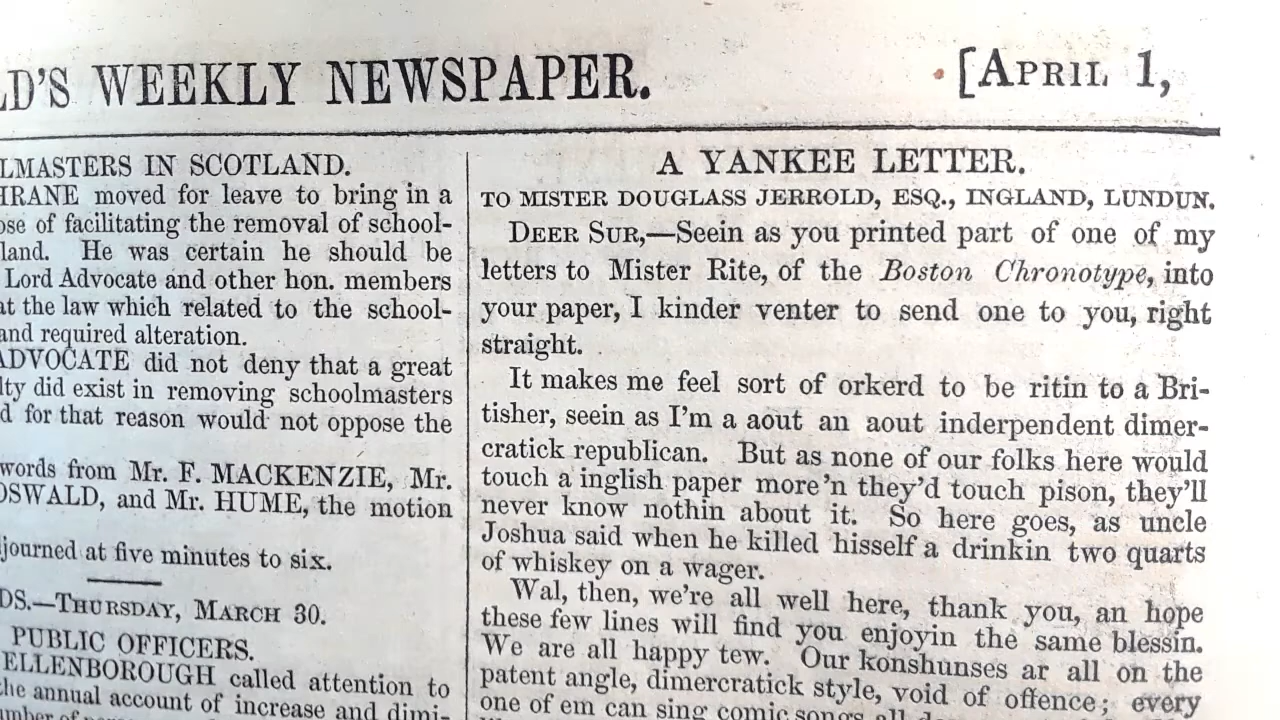 LD'S WEEKLY NEWSPAPER.
[APRIL 1,
LMASTERS IN SCOTLAND.
HRANE moved for leave to bring in a
ose of facilitating the removal of school-
land. He was certain he should be
Lord Advocate and other hon. members
at the law which related to the school-
and required alteration.
ADVOCATE did not deny that a great
lty did exist in removing schoolmasters
d for that reason would not oppose the
words from Mr. F. MACKENZIE, Mr.
OSWALD, and Mr. HUME, the motion
journed at five minutes to six.
DS.—THURSDAY, MARCH 30.
PUBLIC OFFICERS.
ELLENBOROUGH called attention to
the annual account of increase and dimi-
umber of
A YANKEE LETTER.
TO MISTER DOUGLASS JERROLD, ESQ., INGLAND, LUNDUN.
DEER SUR,—Seein as you printed part of one of my
letters to Mister Rite, of the Boston Chronotype, into
your paper, I kinder venter to send one to you, right
straight.
It makes me feel sort of orkerd to be ritin to a Bri-
tisher, seein as I'm a aout an aout inderpendent dimer-
cratick republican. But as none of our folks here would
touch a inglish paper more'n they'd touch pison, they'll
never know nothin about it. So here goes, as uncle
Joshua said when he killed hisself a drinkin two quarts
of whiskey on a wager.
Wal, then, we're all well here, thank you, an hope
these few lines will find you enjoyin the same blessin.
We are all happy tew. Our konshunses ar all on the
patent angle, dimercratick style, void of offence; every
one of em can sing comic songs all